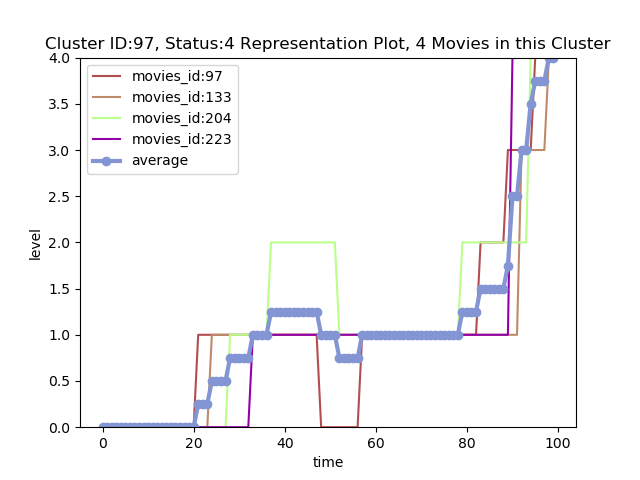 Cluster ID:97, Status:4 Representation Plot, 4 Movies in this Cluster
movies_id:97
movies_id:133
movies_id:204
movies_id:223
average
4.0
3.5
3.0
2.5
2.0
1.5
1.0
0.5
0.0
level
0
20
40
60
80
100
time